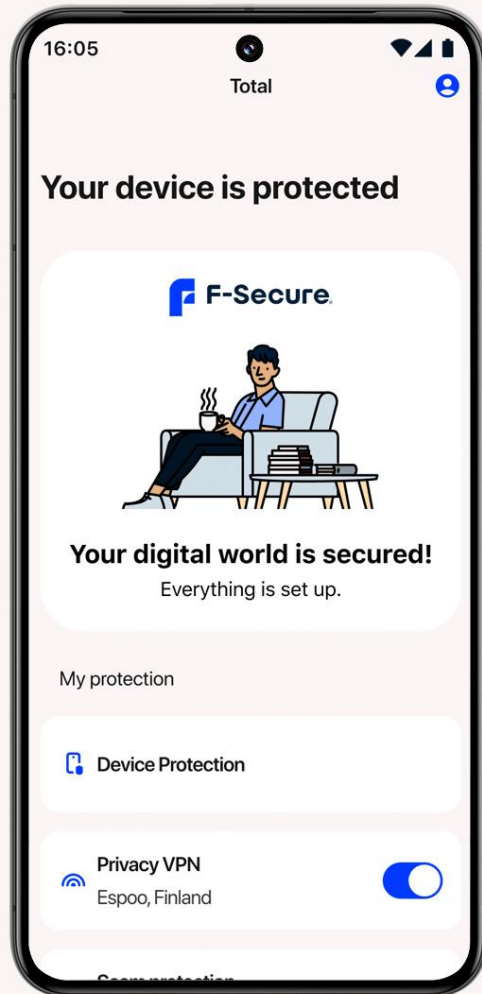 16:05
Total
Your device is protected
F-Secure
Your digital world is secured!
Everything is set up.
My protection
Device Protection
Privacy VPN
Espoo, Finland